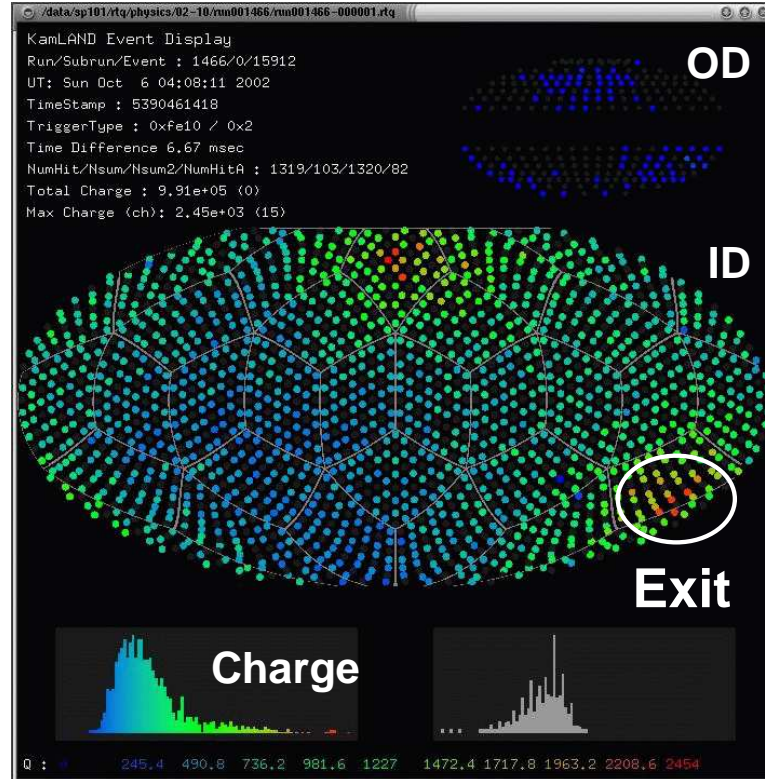 /data/sp101/rtq/physics/02-10/run001466/run001466-000001.rtq
KamLAND Event Display
Run/Subrun/Event : 1466/0/15912
UT: Sun Oct 6 04:08:11 2002
TimeStamp : 5390461418
TriggerType : 0xfe10 / 0x2
Time Difference 6.67 msec
NumHit/Nsum/Nsum2/NumHitA : 1319/103/1320/82
Total Charge : 9.91e+05 (0)
Max Charge (ch): 2.45e+03 (15)
OD
ID
Exit
Charge
Q : 245.4 490.8 736.2 981.6 1227 1472.4 1717.8 1963.2 2208.6 2454